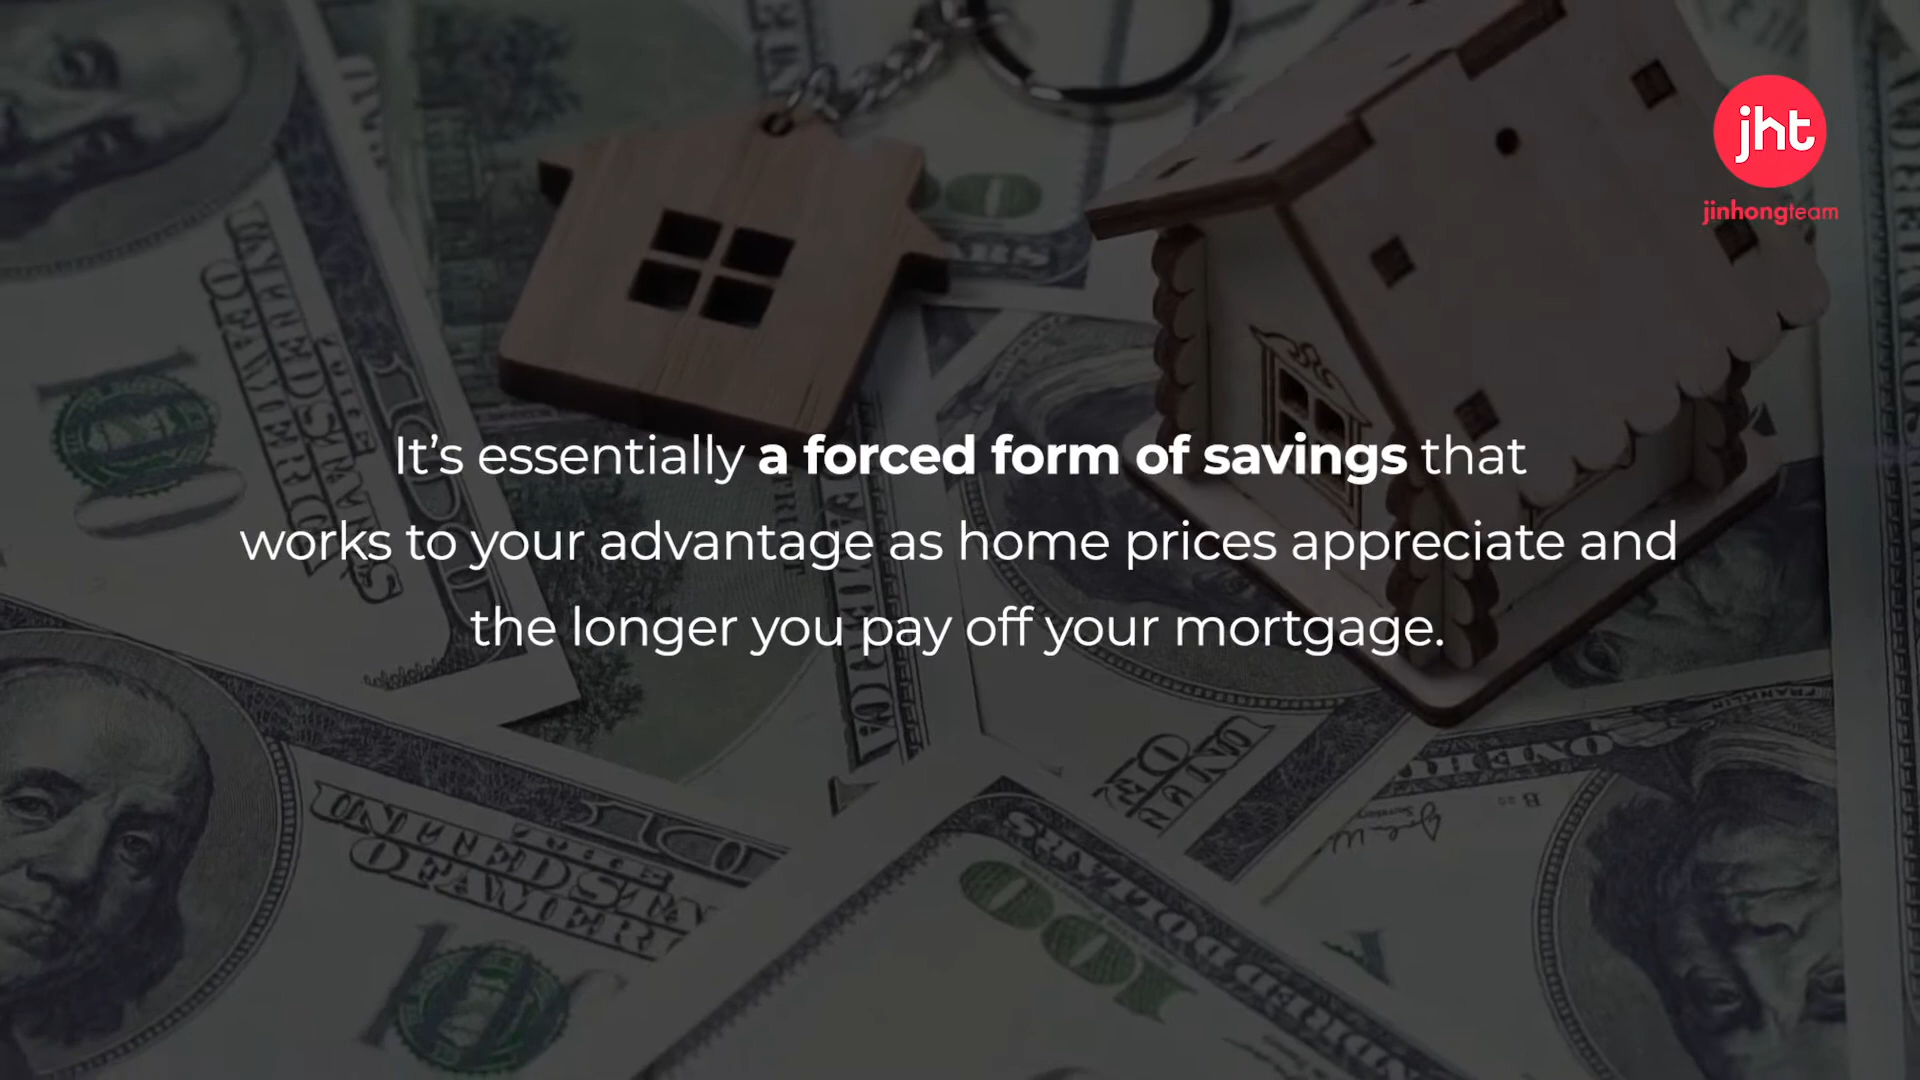 jht
jinhongteam
It’s essentially a forced form of savings that
works to your advantage as home prices appreciate and
the longer you pay off your mortgage.